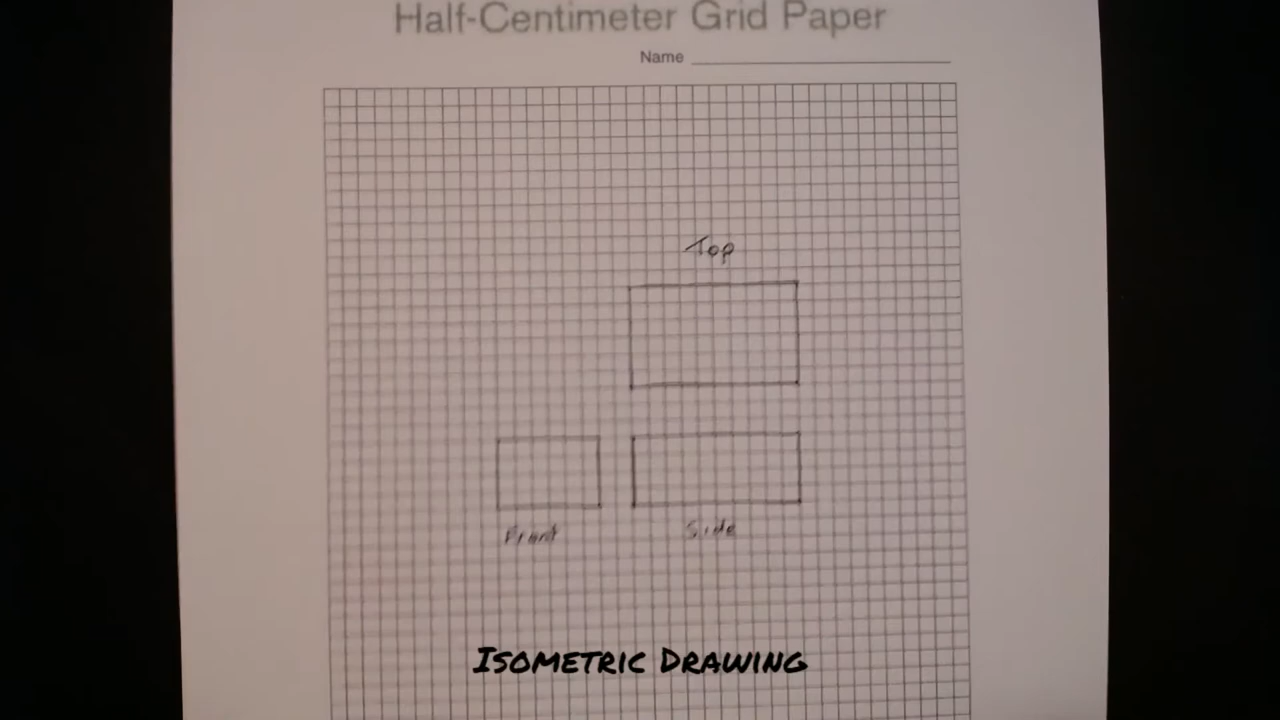 Half-Centimeter Grid Paper
Name
Top
Front
Side
Isometric Drawing